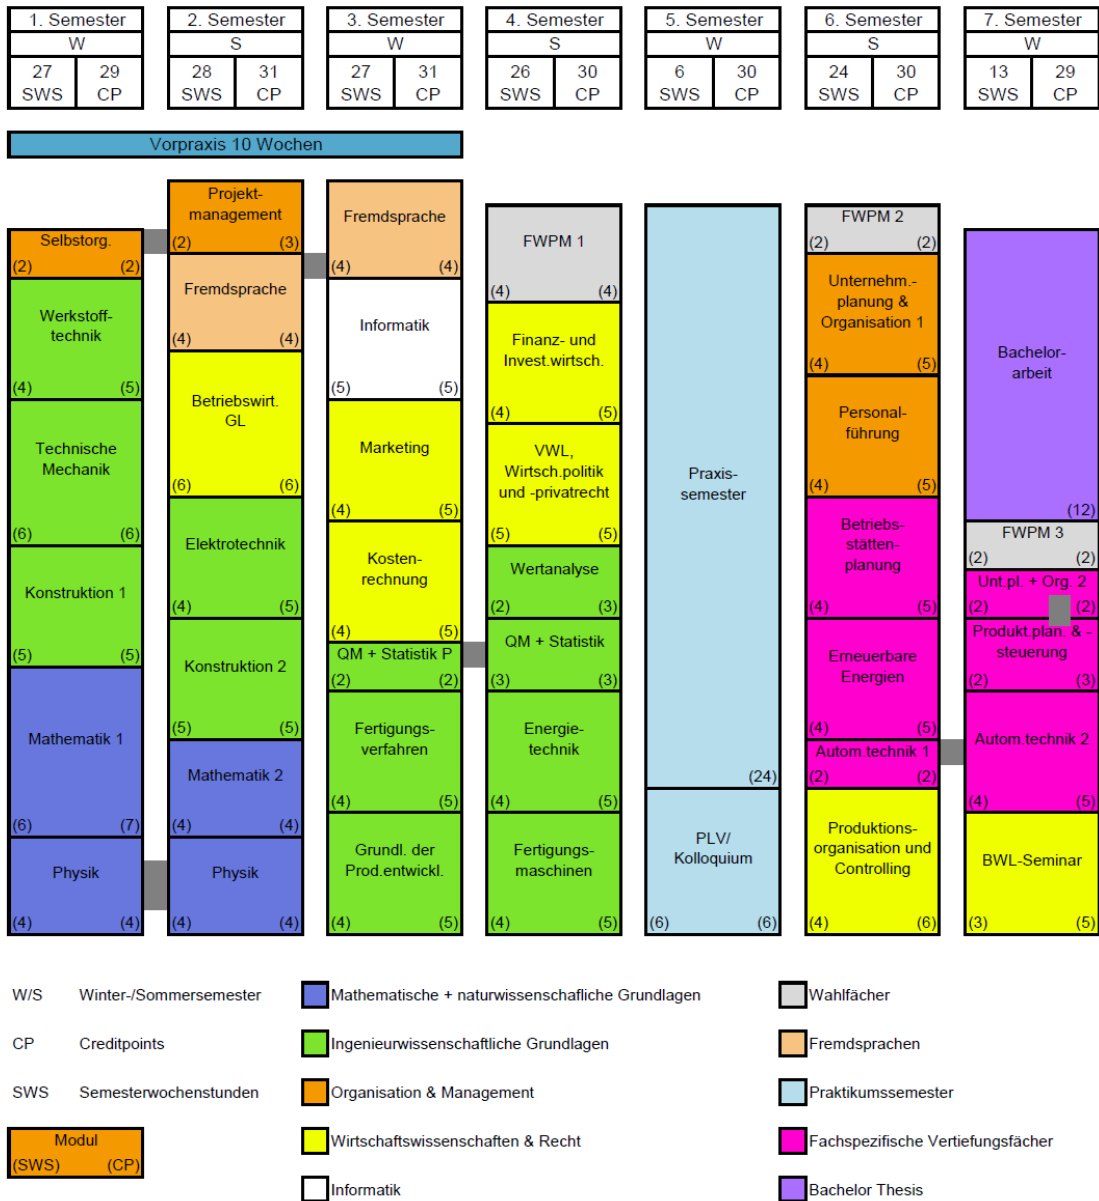 1. Semester
W
27 29
SWS CP
2. Semester
S
28 31
SWS CP
3. Semester
W
27 31
SWS CP
4. Semester
S
26 30
SWS CP
5. Semester
W
6 30
SWS CP
6. Semester
S
24 30
SWS CP
7. Semester
W
13 29
SWS CP
Vorpraxis 10 Wochen
Selbstorg.
(2) (2)
Werkstoff-
technik
(4) (5)
Technische
Mechanik
(6) (6)
Konstruktion 1
(5) (5)
Mathematik 1
(6) (7)
Physik
(4) (4)
Projekt-
management
(2) (3)
Fremdsprache
(4) (4)
Betriebswirt.
GL
(6) (6)
Elektrotechnik
(4) (5)
Konstruktion 2
(5) (5)
Mathematik 2
(4) (4)
Physik
(4) (4)
Fremdsprache
(4) (4)
Informatik
(5) (5)
Marketing
(4) (5)
Kosten-
rechnung
(4) (5)
QM + Statistik P
(2) (2)
Fertigungs-
verfahren
(4) (5)
Grundl. der
Prod.entwickl.
(4) (5)
FWPM 1
(4) (4)
Finanz- und
Invest.wirtsch.
(4) (5)
VWL,
Wirtsch.politik
und -privatrecht
(5) (5)
Wertanalyse
(2) (3)
QM + Statistik
(3) (3)
Energie-
technik
(4) (5)
Fertigungs-
maschinen
(4) (5)
Praxis-
semester
(24)
PLV/
Kolloquium
(6) (6)
FWPM 2
(2) (2)
Unternehm.-
planung &
Organisation 1
(4) (5)
Personal-
führung
(4) (5)
Betriebs-
stätten-
planung
(4) (5)
Erneuerbare
Energien
(4) (5)
Autom.technik 1
(2) (2)
Produktions-
organisation und
Controlling
(4) (6)
Bachelor-
arbeit
(12)
FWPM 3
(2) (2)
Unt.pl. + Org. 2
(2) (2)
Produkt.plan. & -
steuerung
(2) (3)
Autom.technik 2
(4) (5)
BWL-Seminar
(3) (5)
W/S Winter-/Sommersemester
CP Creditpoints
SWS Semesterwochenstunden
Modul
(SWS) (CP)
Mathematische + naturwissenschafliche Grundlagen
Ingenieurwissenschaftliche Grundlagen
Organisation & Management
Wirtschaftswissenschaften & Recht
Informatik
Wahlfächer
Fremdsprachen
Praktikumssemester
Fachspezifische Vertiefungsfächer
Bachelor Thesis